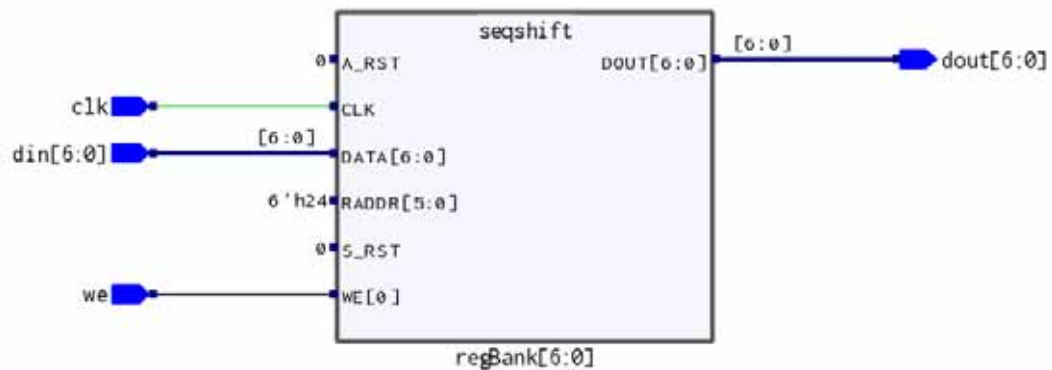 seqshift
0 A_RST DOUT[6:0] [6:0] dout[6:0]
clk CLK
din[6:0] [6:0] DATA[6:0]
6'h24 RADDR[5:0]
0 S_RST
we WE[0]
regBank[6:0]